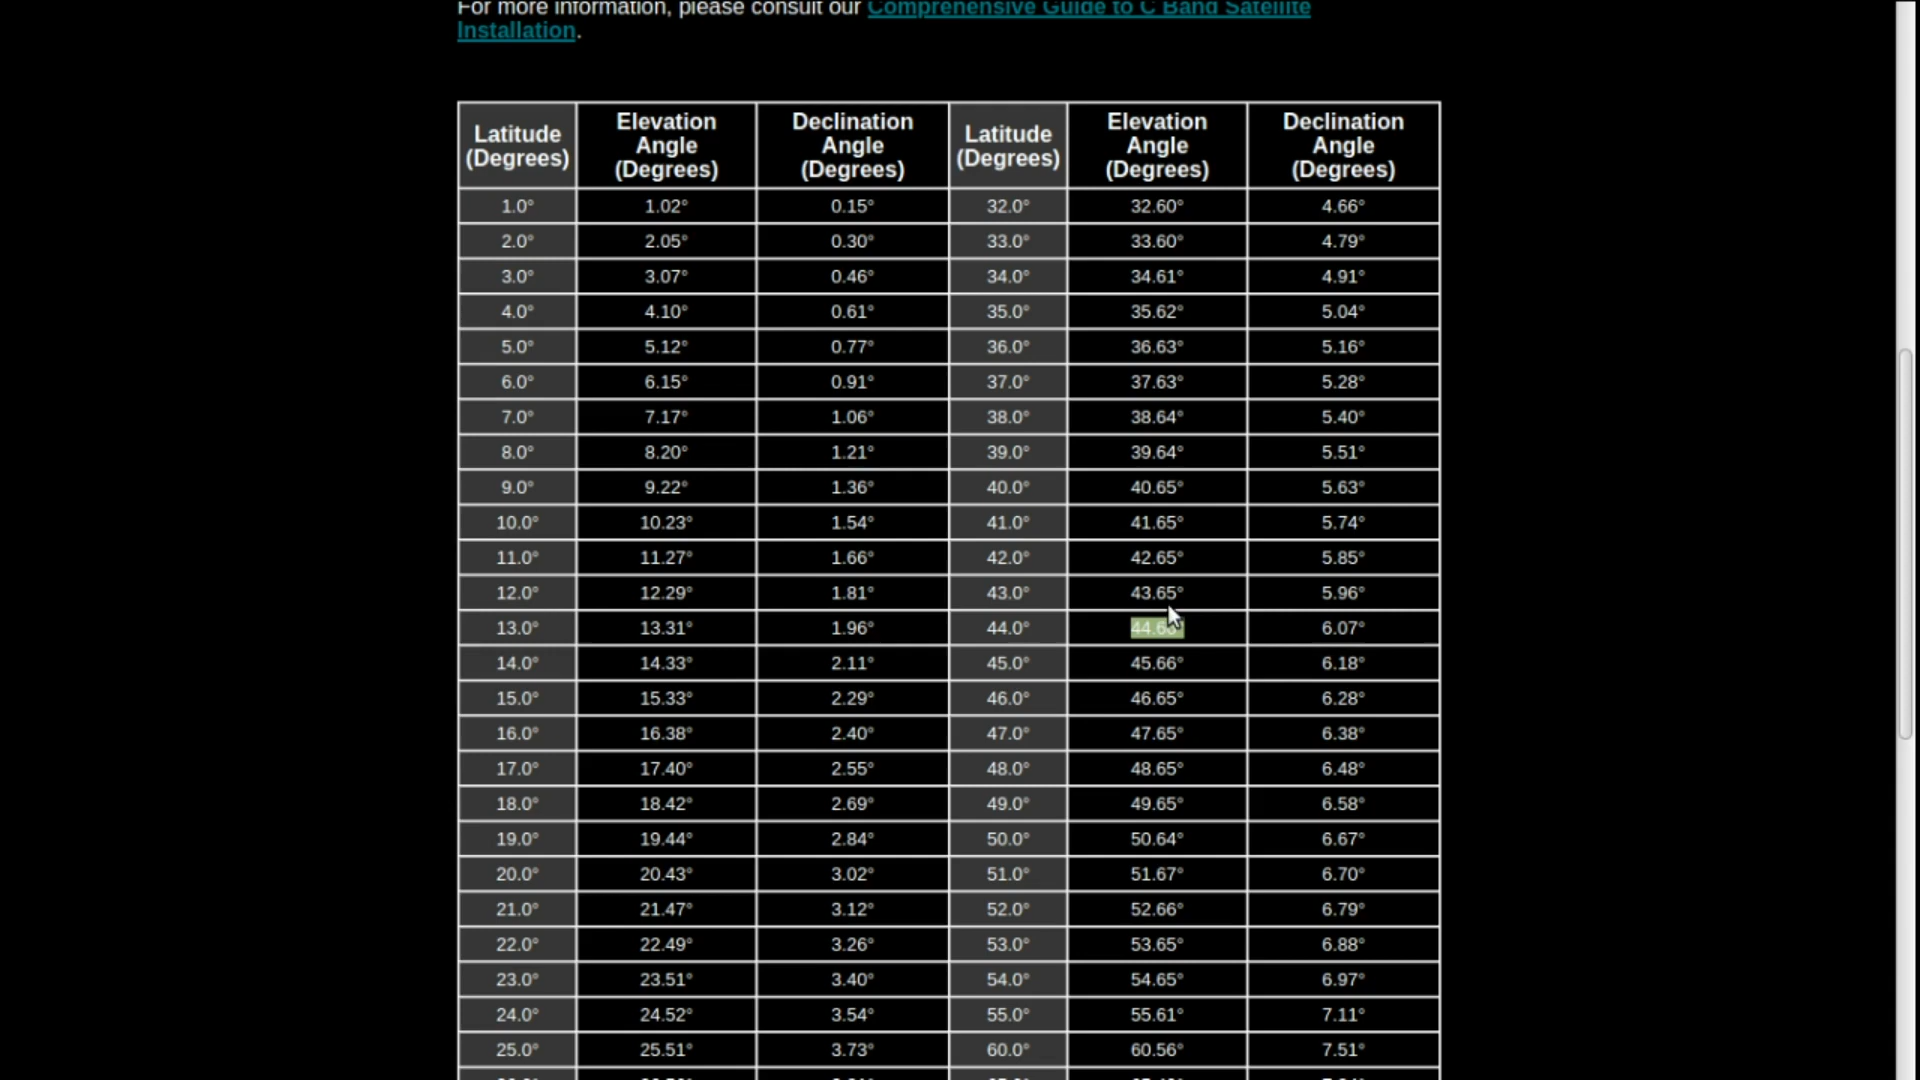 For more information, please consult our Comprehensive Guide to C Band Satellite
Installation.
Latitude (Degrees) Elevation Angle (Degrees) Declination Angle (Degrees) Latitude (Degrees) Elevation Angle (Degrees) Declination Angle (Degrees)
1.0° 1.02° 0.15° 32.0° 32.60° 4.66°
2.0° 2.05° 0.30° 33.0° 33.60° 4.79°
3.0° 3.07° 0.46° 34.0° 34.61° 4.91°
4.0° 4.10° 0.61° 35.0° 35.62° 5.04°
5.0° 5.12° 0.77° 36.0° 36.63° 5.16°
6.0° 6.15° 0.91° 37.0° 37.63° 5.28°
7.0° 7.17° 1.06° 38.0° 38.64° 5.40°
8.0° 8.20° 1.21° 39.0° 39.64° 5.51°
9.0° 9.22° 1.36° 40.0° 40.65° 5.63°
10.0° 10.23° 1.54° 41.0° 41.65° 5.74°
11.0° 11.27° 1.66° 42.0° 42.65° 5.85°
12.0° 12.29° 1.81° 43.0° 43.65° 5.96°
13.0° 13.31° 1.96° 44.0° 6.07°
14.0° 14.33° 2.11° 45.0° 45.66° 6.18°
15.0° 15.33° 2.29° 46.0° 46.65° 6.28°
16.0° 16.38° 2.40° 47.0° 47.65° 6.38°
17.0° 17.40° 2.55° 48.0° 48.65° 6.48°
18.0° 18.42° 2.69° 49.0° 49.65° 6.58°
19.0° 19.44° 2.84° 50.0° 50.64° 6.67°
20.0° 20.43° 3.02° 51.0° 51.67° 6.70°
21.0° 21.47° 3.12° 52.0° 52.66° 6.79°
22.0° 22.49° 3.26° 53.0° 53.65° 6.88°
23.0° 23.51° 3.40° 54.0° 54.65° 6.97°
24.0° 24.52° 3.54° 55.0° 55.61° 7.11°
25.0° 25.51° 3.73° 60.0° 60.56° 7.51°